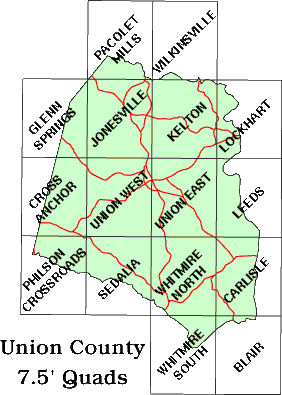 PACOLET
MILLS
WILKINSVILLE
GLENN
SPRINGS
JONESVILLE
KELTON
LOCKHART
CROSS
ANCHOR
UNION WEST
UNION EAST
LEEDS
PHILSON
CROSSROADS
SEDALIA
WHITMIRE
NORTH
CARLISLE
WHITMIRE
SOUTH
BLAIR
Union County
7.5' Quads